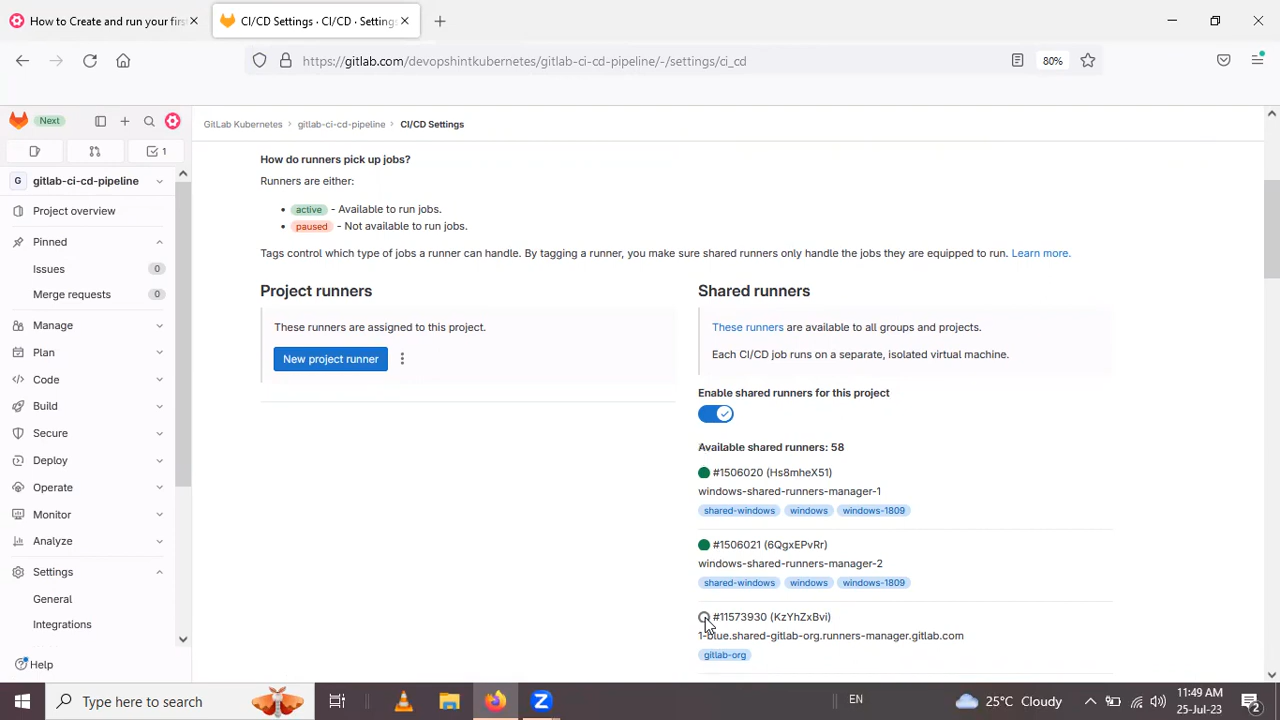 How to Create and run your firs
CI/CD Settings · CI/CD · Settings
https://gitlab.com/devopshintkubernetes/gitlab-ci-cd-pipeline/-/settings/ci_cd
80%
Next
1
G gitlab-ci-cd-pipeline
Project overview
Pinned
Issues 0
Merge requests 0
Manage
Plan
Code
Build
Secure
Deploy
Operate
Monitor
Analyze
Settings
General
Integrations
Help
GitLab Kubernetes › gitlab-ci-cd-pipeline › CI/CD Settings
How do runners pick up jobs?
Runners are either:
• active - Available to run jobs.
• paused - Not available to run jobs.
Tags control which type of jobs a runner can handle. By tagging a runner, you make sure shared runners only handle the jobs they are equipped to run. Learn more.
Project runners
These runners are assigned to this project.
New project runner
Shared runners
These runners are available to all groups and projects.
Each CI/CD job runs on a separate, isolated virtual machine.
Enable shared runners for this project
Available shared runners: 58
#1506020 (Hs8mheX51)
windows-shared-runners-manager-1
shared-windows windows windows-1809
#1506021 (6QgxEPvRr)
windows-shared-runners-manager-2
shared-windows windows windows-1809
#11573930 (KzYhZxBvi)
1-blue.shared-gitlab-org.runners-manager.gitlab.com
gitlab-org
Type here to search
25°C Cloudy
EN
11:49 AM
25-Jul-23
2